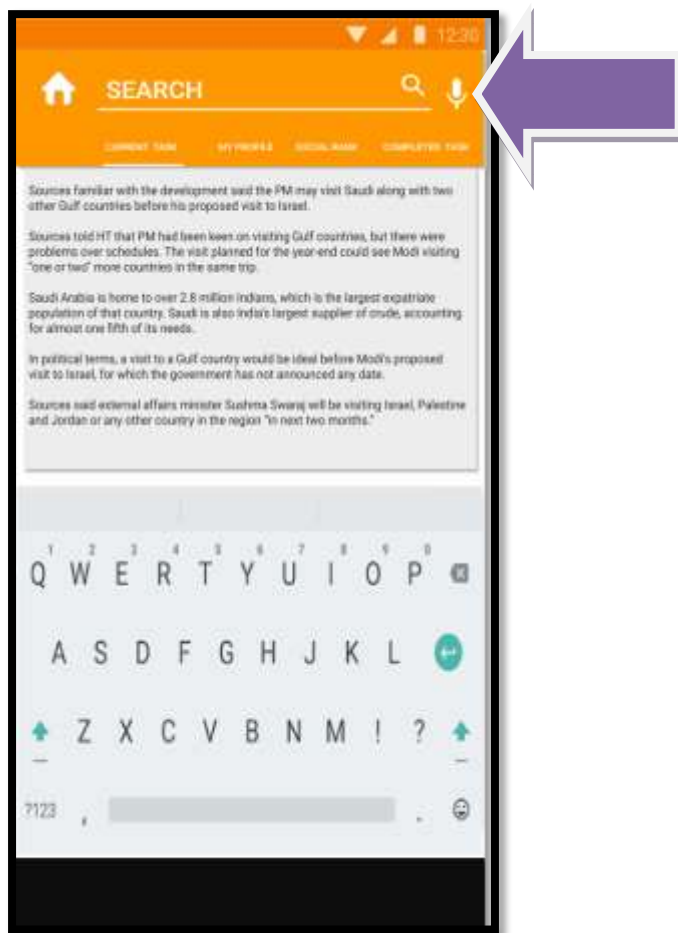 12:30
SEARCH
CURRENT TASK MY PROFILE SOCIAL RANK COMPLETED TASK
Sources familiar with the development said the PM may visit Saudi along with two
other Gulf countries before his proposed visit to Israel.
Sources told HT that PM had been keen on visiting Gulf countries, but there were
problems over schedules. The visit planned for the year-end could see Modi visiting
"one or two" more countries in the same trip.
Saudi Arabia is home to over 2.8 million Indians, which is the largest expatriate
population of that country. Saudi is also India's largest supplier of crude, accounting
for almost one fifth of its needs.
In political terms, a visit to a Gulf country would be ideal before Modi's proposed
visit to Israel, for which the government has not announced any date.
Sources said external affairs minister Sushma Swaraj will be visiting Israel, Palestine
and Jordan or any other country in the region "in next two months."
1 2 3 4 5 6 7 8 9 0
Q W E R T Y U I O P
A S D F G H J K L
Z X C V B N M ! ?
?123 , .